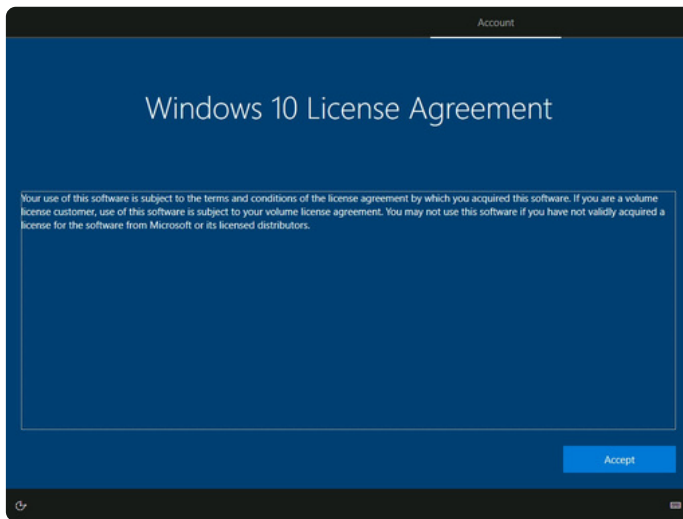 Account
Windows 10 License Agreement
Your use of this software is subject to the terms and conditions of the license agreement by which you acquired this software. If you are a volume
license customer, use of this software is subject to your volume license agreement. You may not use this software if you have not validly acquired a
license for the software from Microsoft or its licensed distributors.
Accept